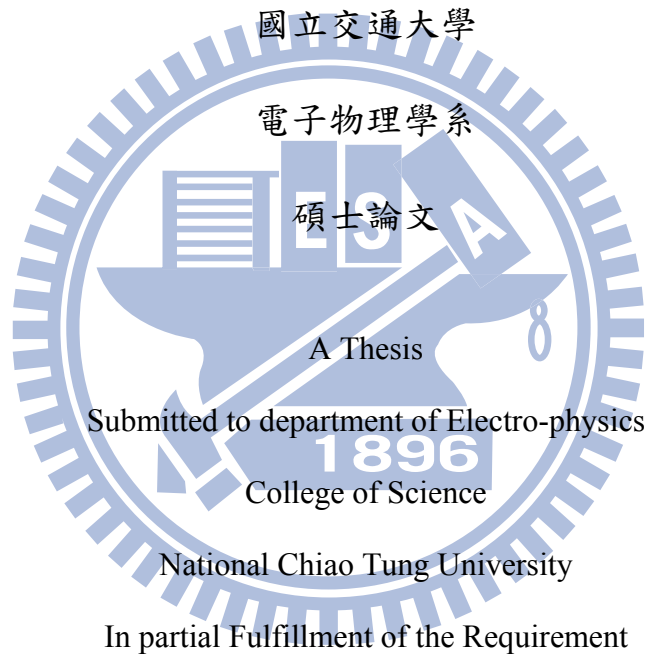 國立交通大學
電子物理學系
碩士論文
E S A
A Thesis
Submitted to department of Electro-physics
1896
College of Science
National Chiao Tung University
In partial Fulfillment of the Requirement